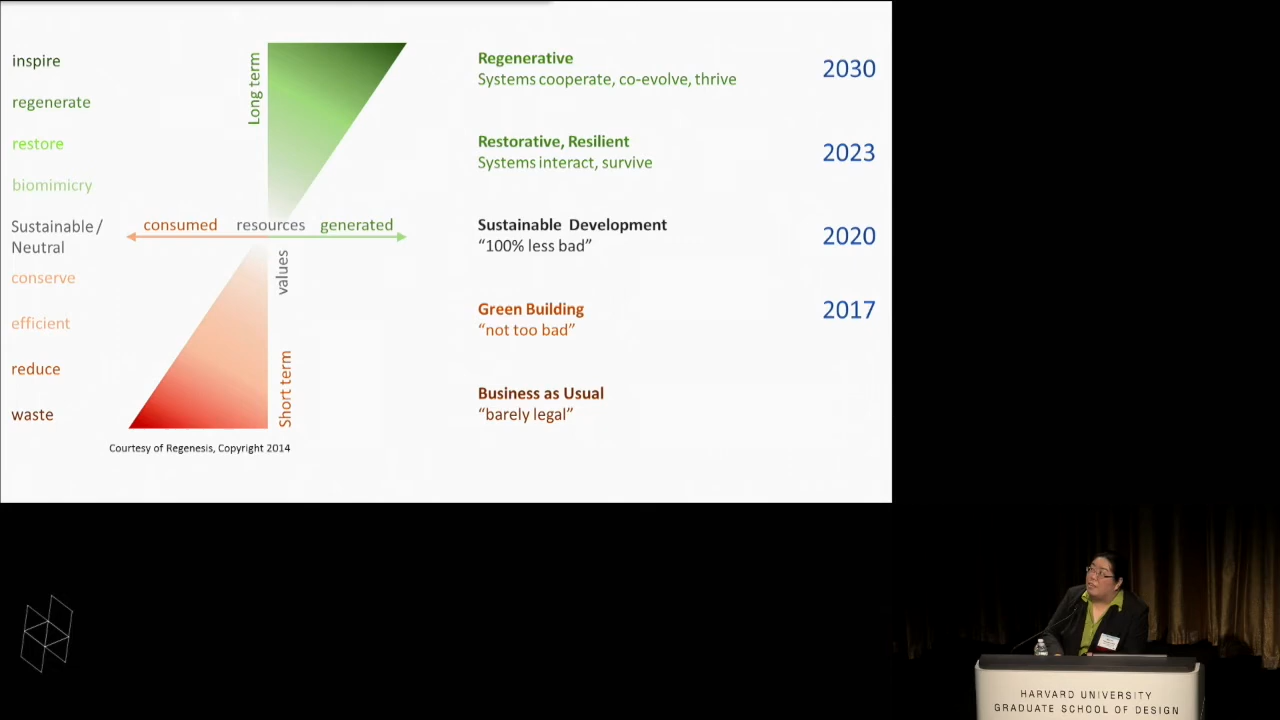 inspire
regenerate
restore
biomimicry
Sustainable /
Neutral
conserve
efficient
reduce
waste
Long term
consumed resources generated
values
Short term
Courtesy of Regenesis, Copyright 2014
Regenerative
Systems cooperate, co-evolve, thrive
2030
Restorative, Resilient
Systems interact, survive
2023
Sustainable Development
“100% less bad”
2020
Green Building
“not too bad”
2017
Business as Usual
“barely legal”
HARVARD UNIVERSITY
GRADUATE SCHOOL OF DESIGN